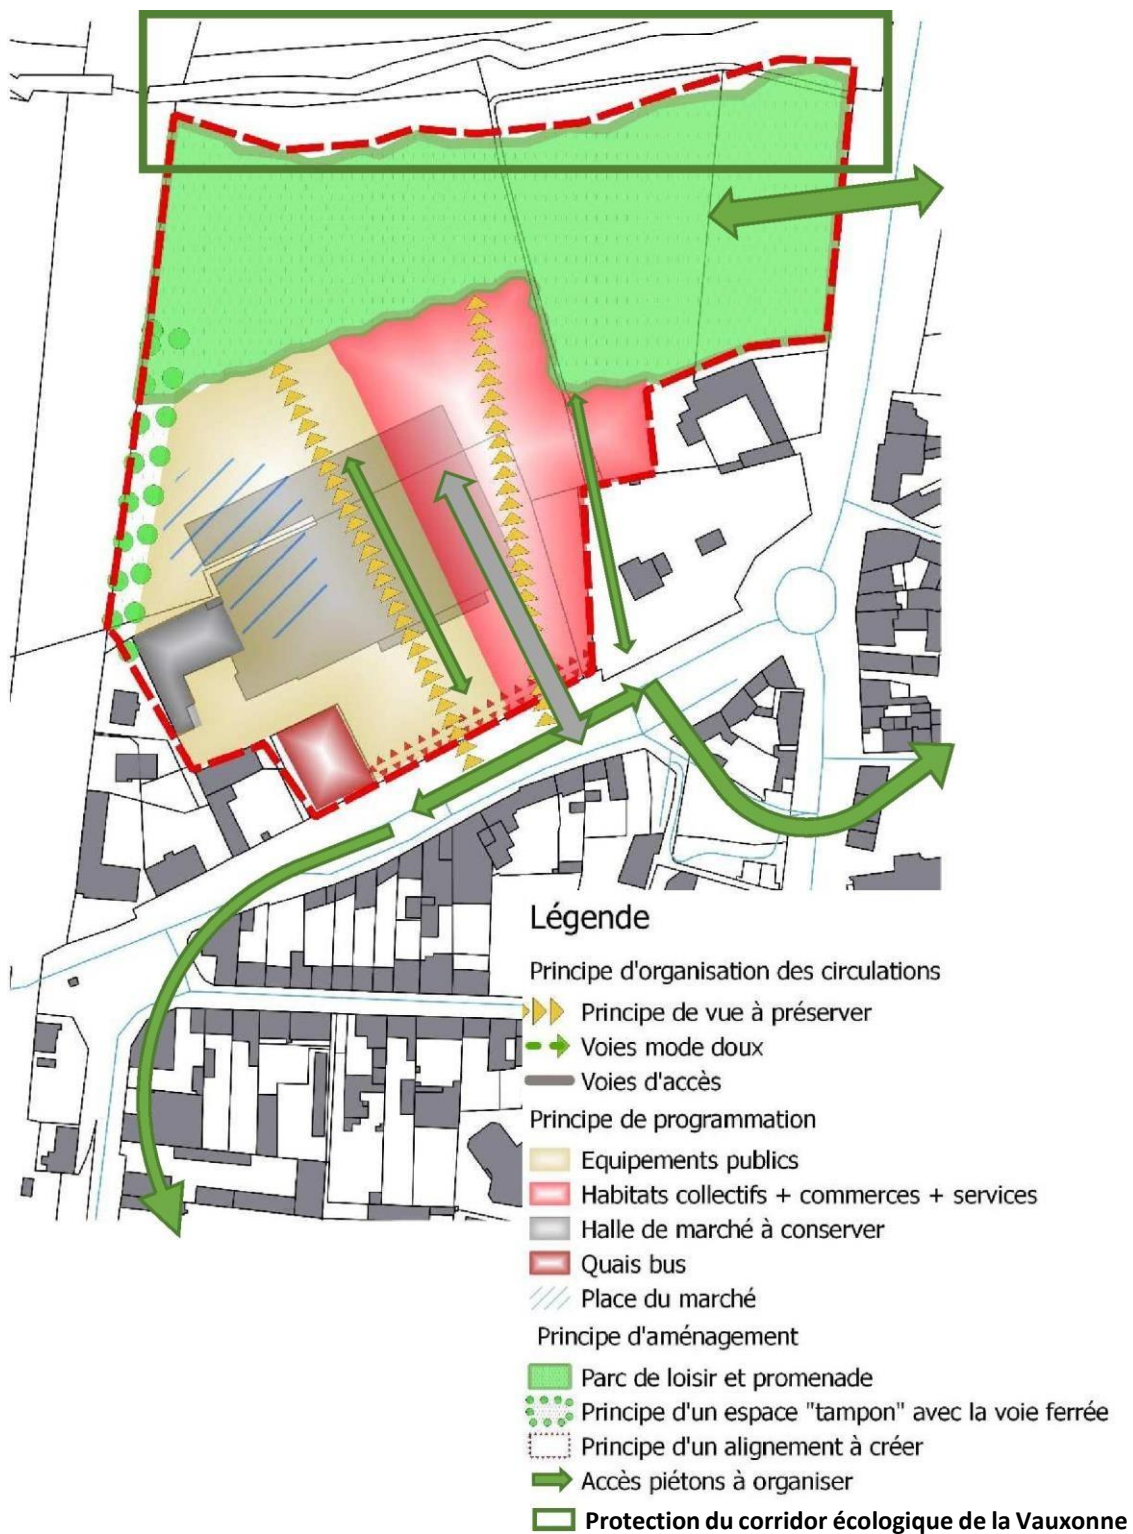 Légende
Principe d'organisation des circulations
Principe de vue à préserver
Voies mode doux
Voies d'accès
Principe de programmation
Equipements publics
Habitats collectifs + commerces + services
Halle de marché à conserver
Quais bus
Place du marché
Principe d'aménagement
Parc de loisir et promenade
Principe d'un espace "tampon" avec la voie ferrée
Principe d'un alignement à créer
Accès piétons à organiser
Protection du corridor écologique de la Vauxonne